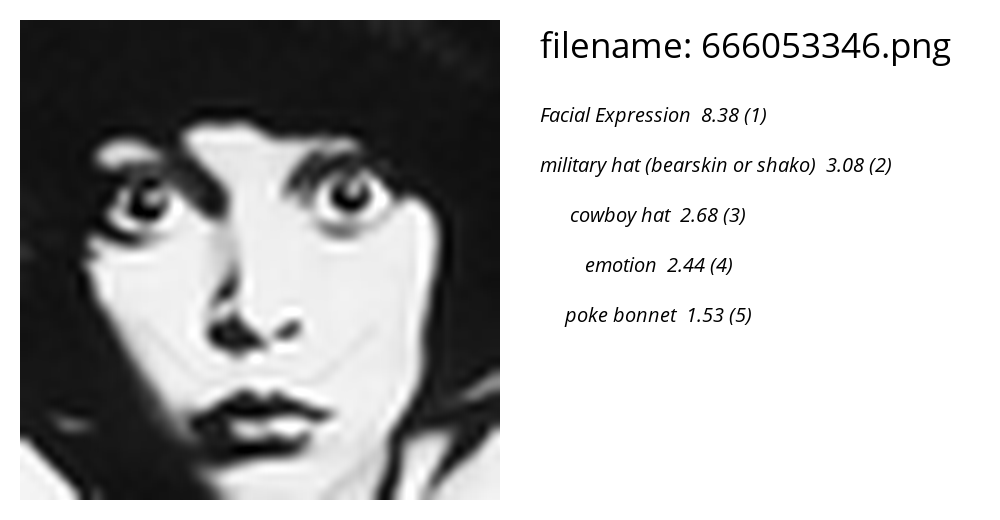 filename: 666053346.png
Facial Expression 8.38 (1)
military hat (bearskin or shako) 3.08 (2)
cowboy hat 2.68 (3)
emotion 2.44 (4)
poke bonnet 1.53 (5)